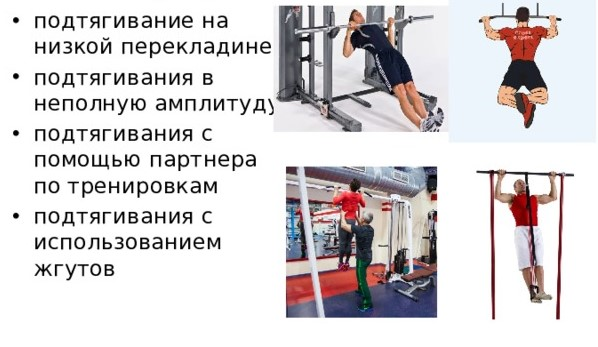 • подтягивание на
низкой перекладине
• подтягивания в
неполную амплитуду
• подтягивания с
помощью партнера
по тренировкам
• подтягивания с
использованием
жгутов